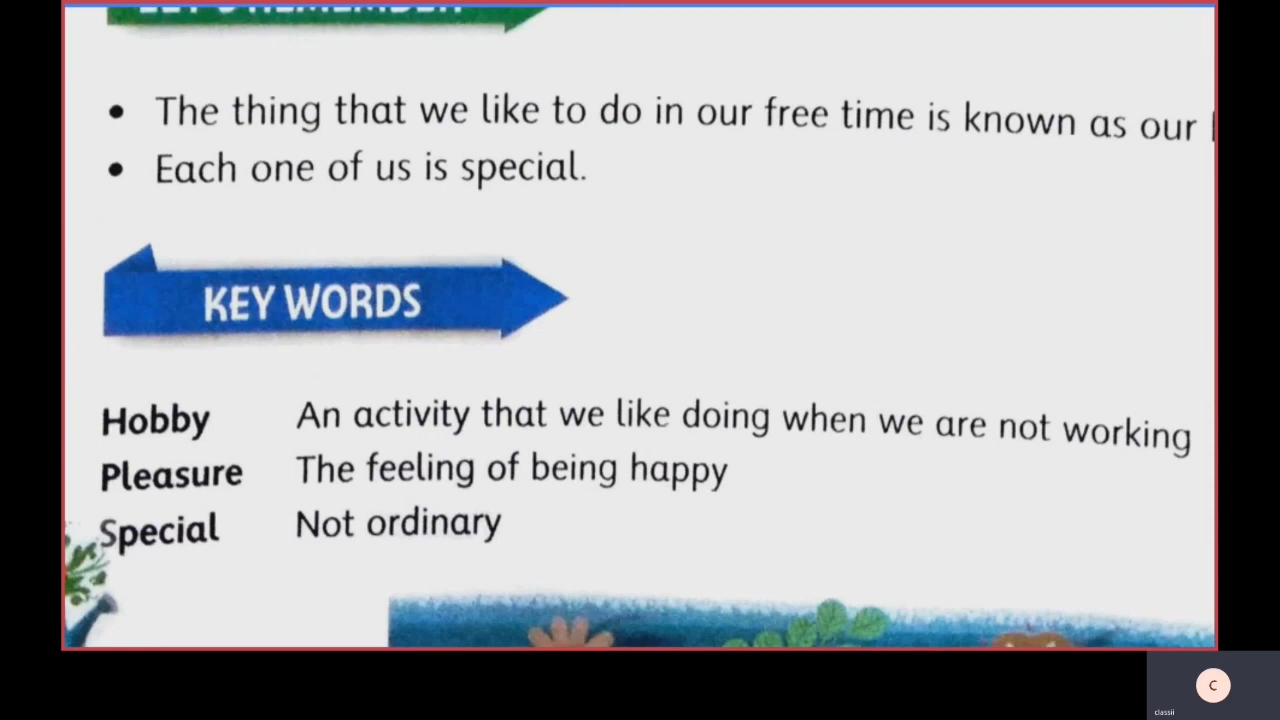 • The thing that we like to do in our free time is known as our
• Each one of us is special.
KEY WORDS
Hobby An activity that we like doing when we are not working
Pleasure The feeling of being happy
Special Not ordinary
C
classii